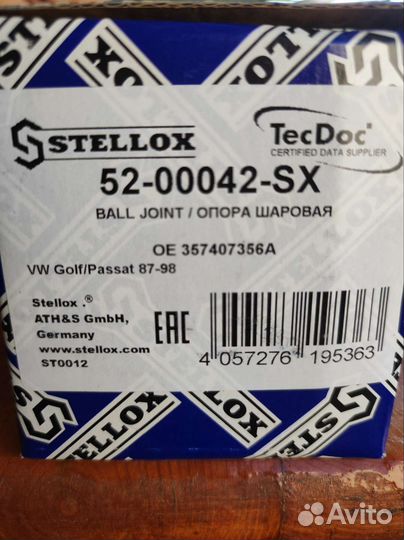 STELLOX
TecDoc
CERTIFIED DATA SUPPLIER
52-00042-SX
BALL JOINT / ОПОРА ШАРОВАЯ
OE 357407356A
VW Golf/Passat 87-98
Stellox .®
ATH&S GmbH,
Germany
www.stellox.com
ST0012
EAC
4 057276 195363
STELLOX
Avito